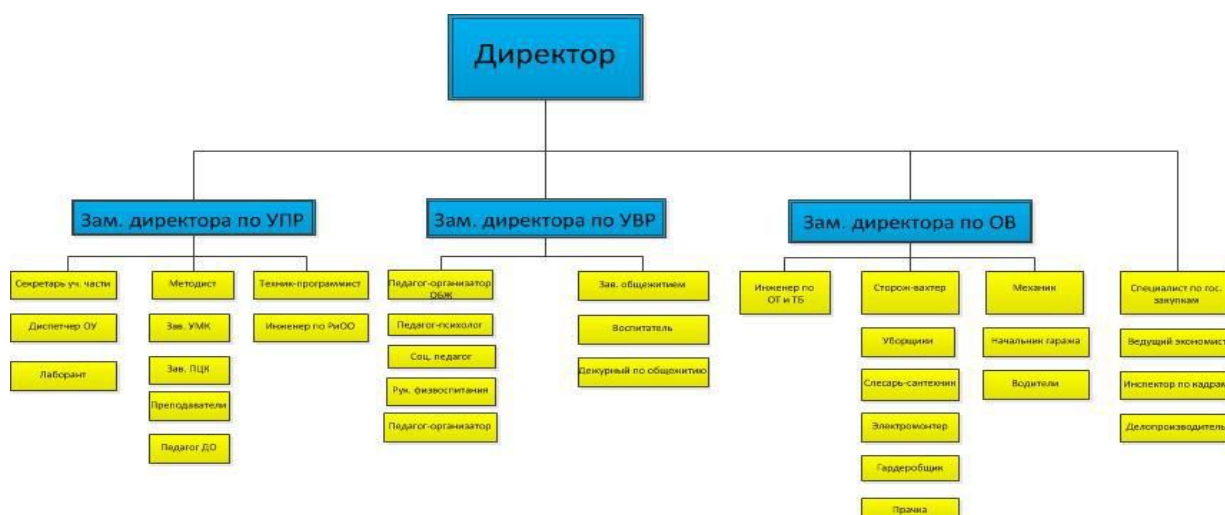 Директор
Зам. директора по УПР
Зам. директора по УВР
Зам. директора по ОВ
Секретарь уч. части
Диспетчер ОУ
Лаборант
Методист
Зав. УМК
Зав. ПЦК
Преподаватели
Педагог ДО
Техник-программист
Инженер по РиОО
Педагог-организатор
ОБЖ
Педагог-психолог
Соц. педагог
Рук. физвоспитания
Педагог-организатор
Зав. общежитием
Воспитатель
Дежурный по общежитию
Инженер по
ОТ и ТБ
Сторож-вахтер
Уборщики
Слесарь-сантехник
Электромонтер
Гардеробщик
Прачка
Механик
Начальник гаража
Водители
Специалист по гос.
закупкам
Ведущий экономист
Инспектор по кадрам
Делопроизводитель